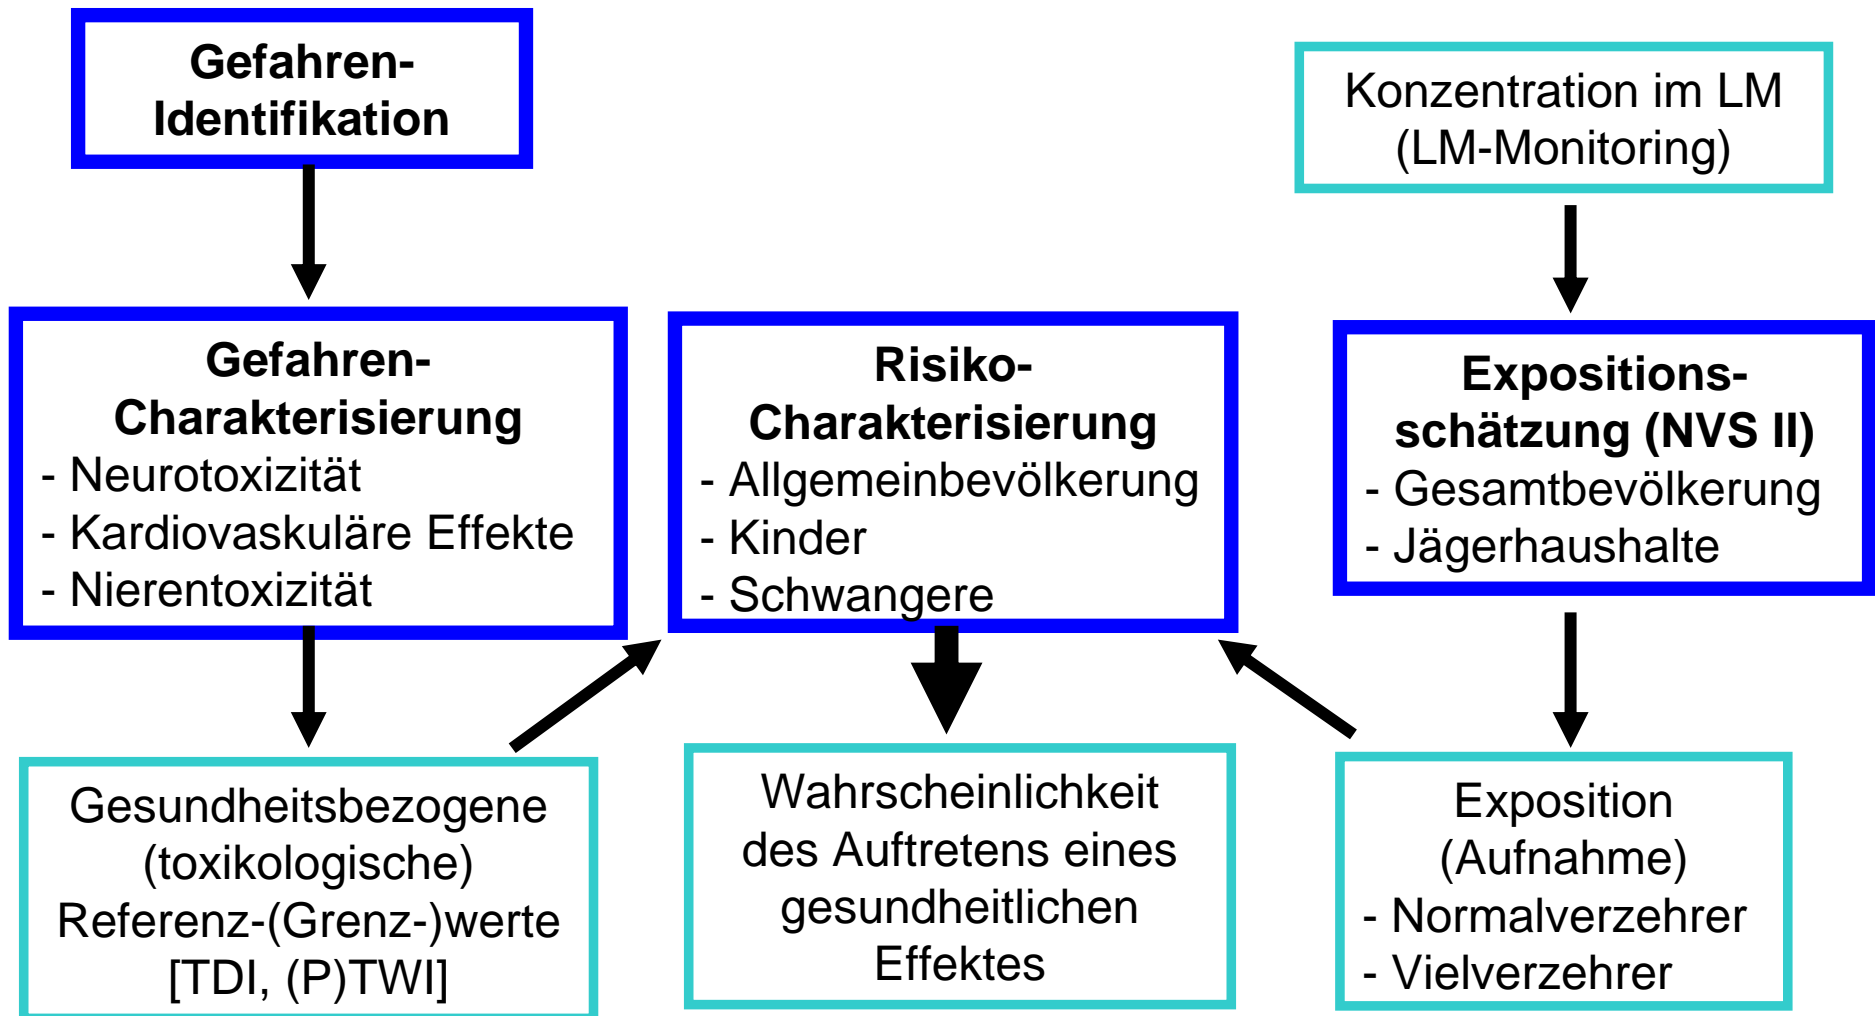 Gefahren-
Identifikation
Konzentration im LM
(LM-Monitoring)
Gefahren-
Charakterisierung
- Neurotoxizität
- Kardiovaskuläre Effekte
- Nierentoxizität
Risiko-
Charakterisierung
- Allgemeinbevölkerung
- Kinder
- Schwangere
Expositions-
schätzung (NVS II)
- Gesamtbevölkerung
- Jägerhaushalte
Gesundheitsbezogene
(toxikologische)
Referenz-(Grenz-)werte
[TDI, (P)TWI]
Wahrscheinlichkeit
des Auftretens eines
gesundheitlichen
Effektes
Exposition
(Aufnahme)
- Normalverzehrer
- Vielverzehrer